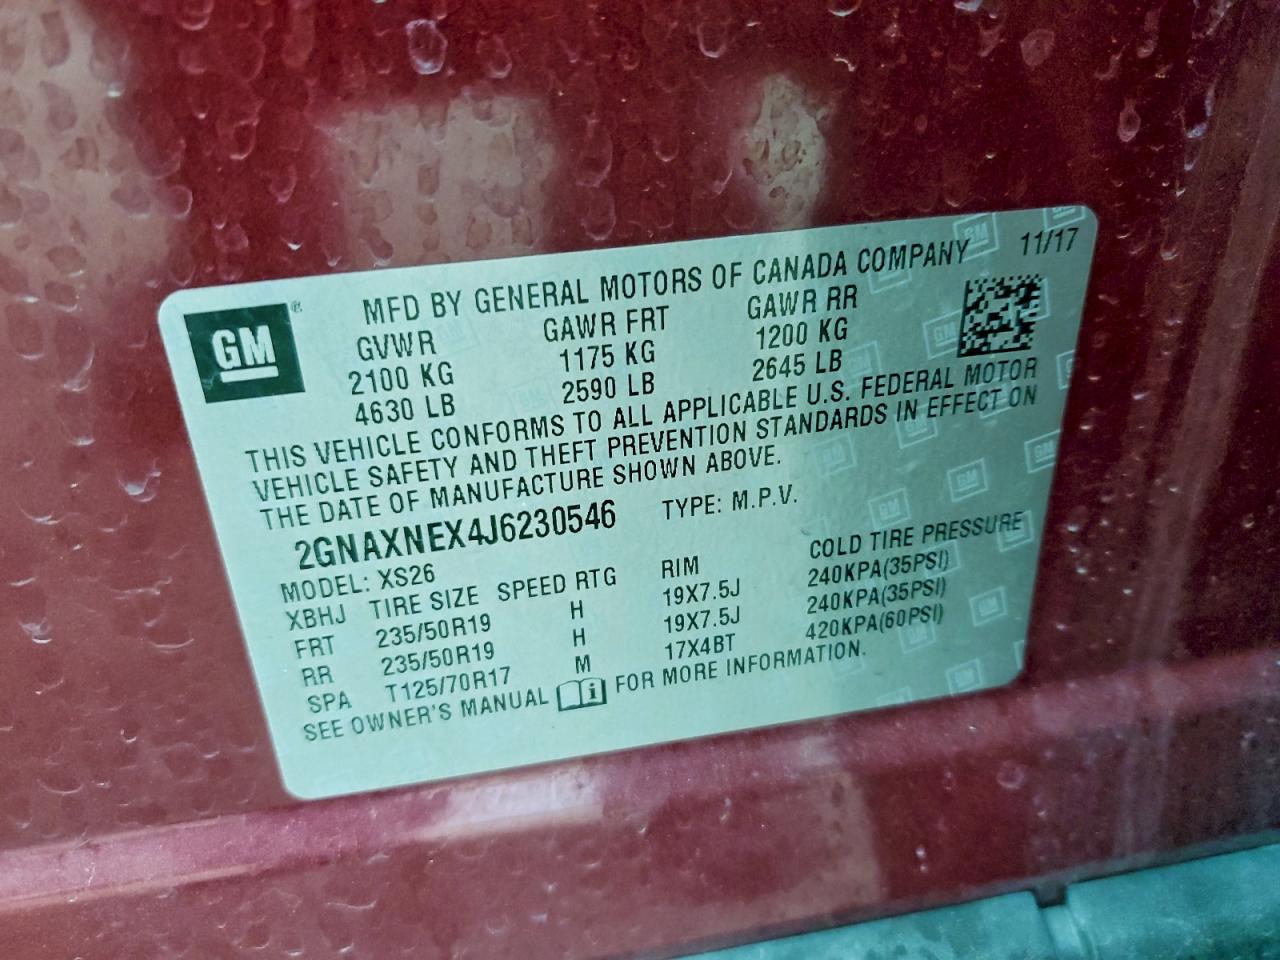 GM ®
MFD BY GENERAL MOTORS OF CANADA COMPANY 11/17
GVWR GAWR FRT GAWR RR
2100 KG 1175 KG 1200 KG
4630 LB 2590 LB 2645 LB
THIS VEHICLE CONFORMS TO ALL APPLICABLE U.S. FEDERAL MOTOR
VEHICLE SAFETY AND THEFT PREVENTION STANDARDS IN EFFECT ON
THE DATE OF MANUFACTURE SHOWN ABOVE.
2GNAXNEX4J6230546 TYPE: M.P.V.
MODEL: XS26
XBHJ TIRE SIZE SPEED RTG RIM COLD TIRE PRESSURE
FRT 235/50R19 H 19X7.5J 240KPA(35PSI)
RR 235/50R19 H 19X7.5J 240KPA(35PSI)
SPA T125/70R17 M 17X4BT 420KPA(60PSI)
SEE OWNER'S MANUAL i FOR MORE INFORMATION.